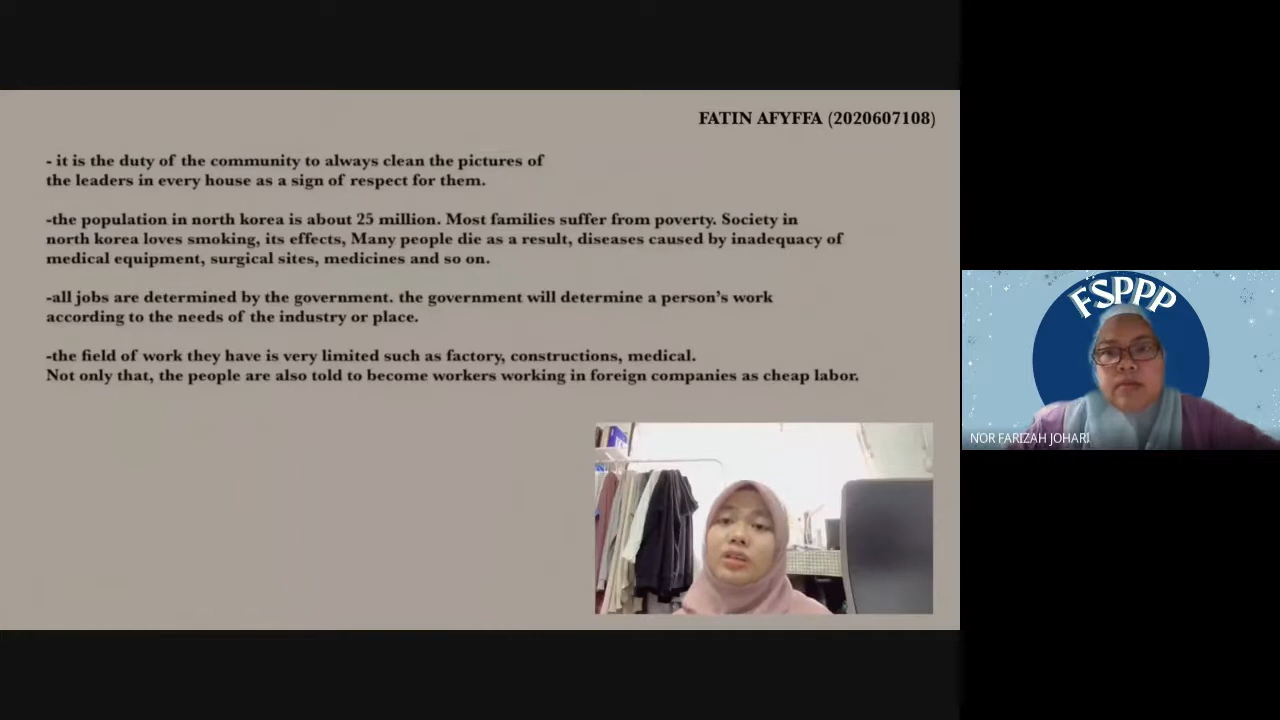 FATIN AFYFFA (2020607108)
- it is the duty of the community to always clean the pictures of
the leaders in every house as a sign of respect for them.
-the population in north korea is about 25 million. Most families suffer from poverty. Society in
north korea loves smoking, its effects, Many people die as a result, diseases caused by inadequacy of
medical equipment, surgical sites, medicines and so on.
-all jobs are determined by the government. the government will determine a person's work
according to the needs of the industry or place.
-the field of work they have is very limited such as factory, constructions, medical.
Not only that, the people are also told to become workers working in foreign companies as cheap labor.
FSPPP
NOR FARIZAH JOHARI